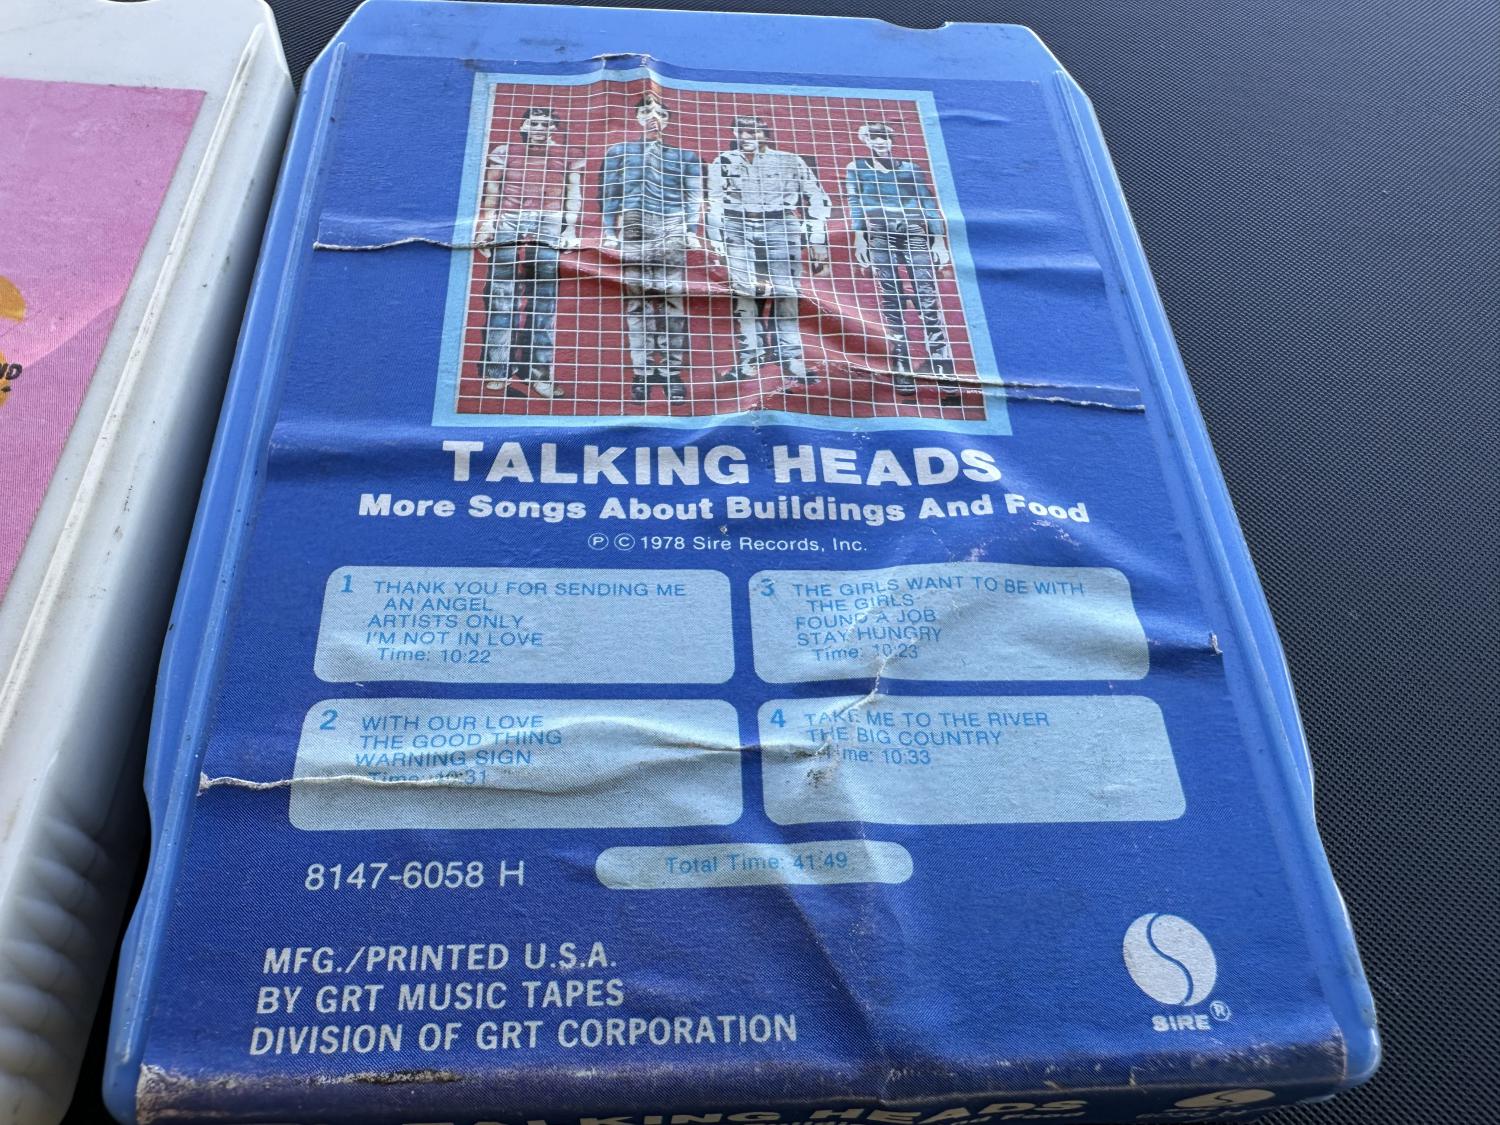 TALKING HEADS
More Songs About Buildings And Food
℗ © 1978 Sire Records, Inc.
1 THANK YOU FOR SENDING ME
AN ANGEL
ARTISTS ONLY
I'M NOT IN LOVE
Time: 10:22
2 WITH OUR LOVE
THE GOOD THING
WARNING SIGN
Time: 10:31
3 THE GIRLS WANT TO BE WITH
THE GIRLS
FOUND A JOB
STAY HUNGRY
Time: 10:23
4 TAKE ME TO THE RIVER
THE BIG COUNTRY
Time: 10:33
8147-6058 H
Total Time: 41:49
MFG./PRINTED U.S.A.
BY GRT MUSIC TAPES
DIVISION OF GRT CORPORATION
SIRE®
TALKING HEADS